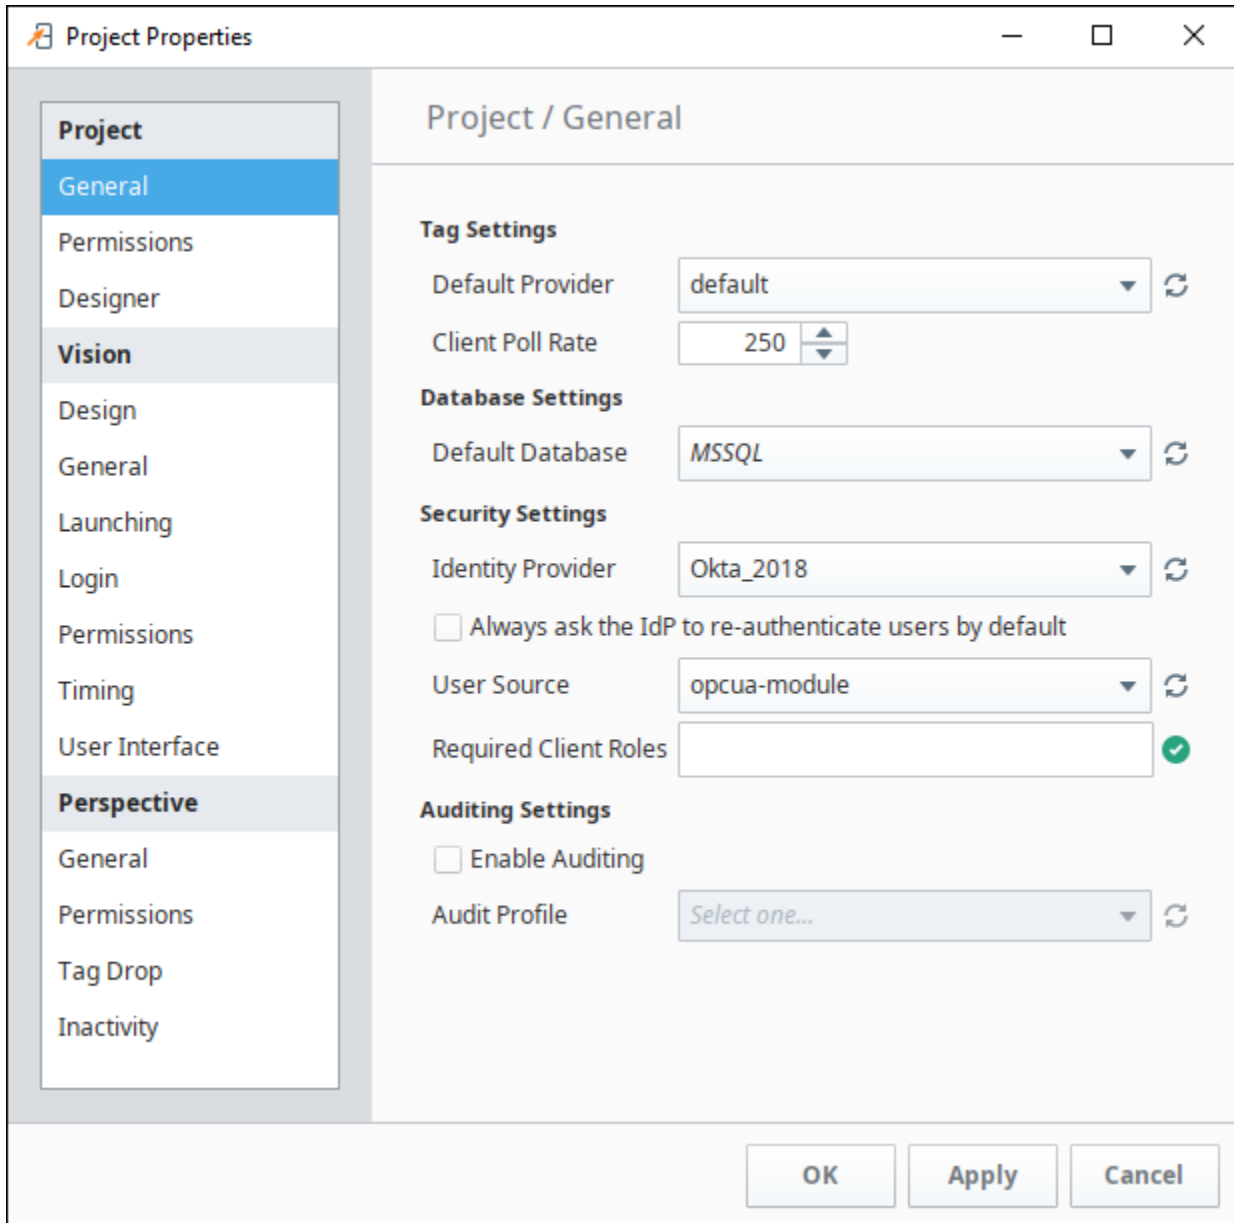 Project Properties
Project
General
Permissions
Designer
Vision
Design
General
Launching
Login
Permissions
Timing
User Interface
Perspective
General
Permissions
Tag Drop
Inactivity
Project / General
Tag Settings
Default Provider default
Client Poll Rate 250
Database Settings
Default Database MSSQL
Security Settings
Identity Provider Okta_2018
Always ask the IdP to re-authenticate users by default
User Source opcua-module
Required Client Roles
Auditing Settings
Enable Auditing
Audit Profile Select one...
OK Apply Cancel